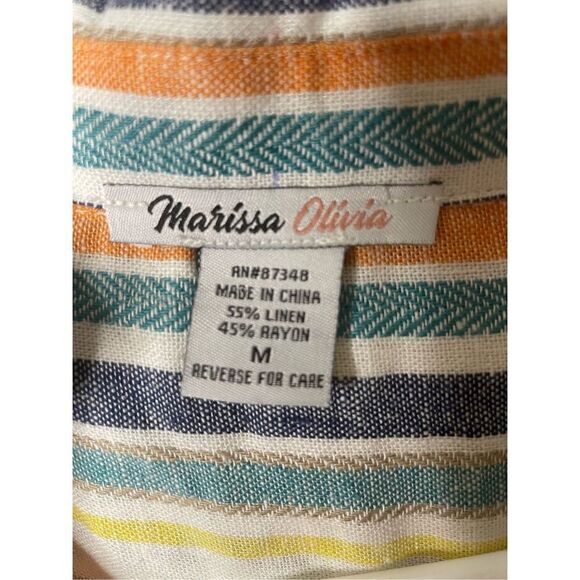 Marissa Olivia
RN#87348
MADE IN CHINA
55% LINEN
45% RAYON
M
REVERSE FOR CARE